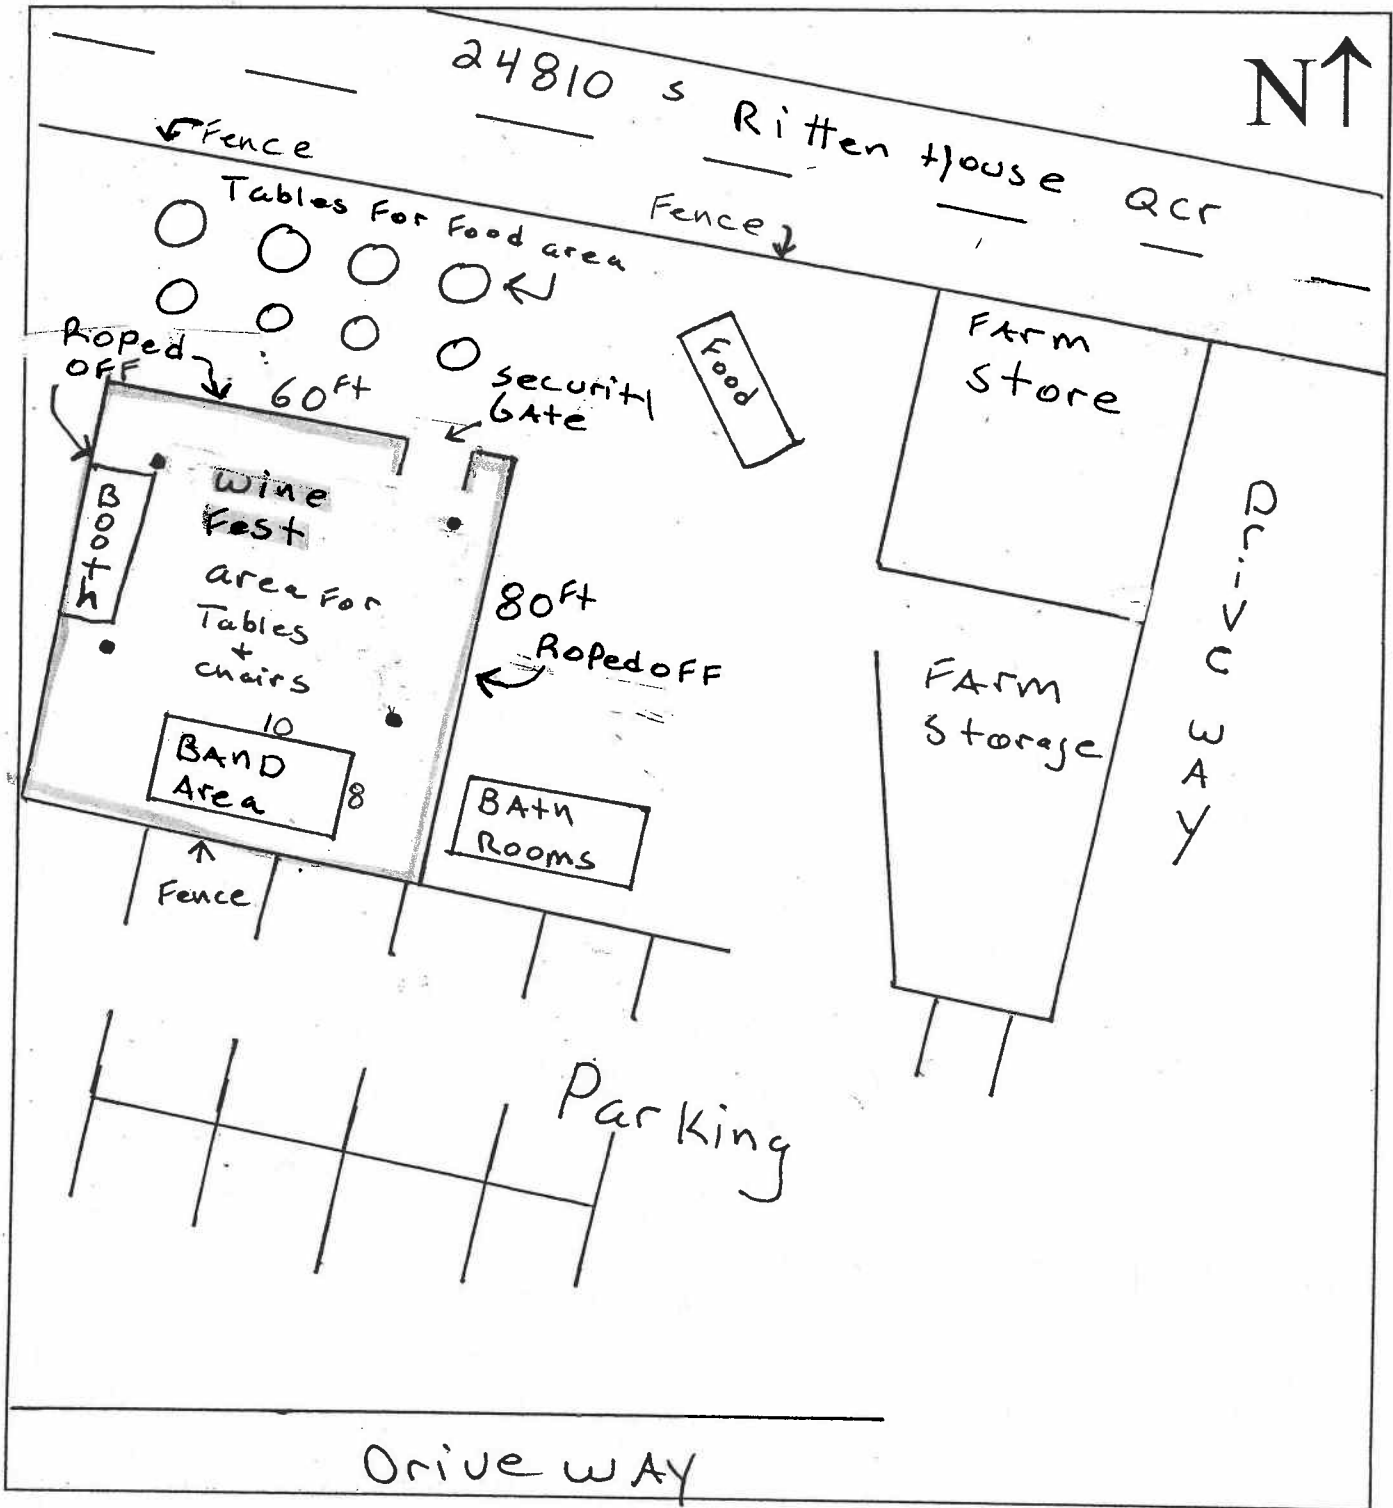 N↑
24810 S Ritten House Qcr
Fence
Tables For Food area
Fence
Roped
OFF
60Ft
Security
GAte
Food
FArm
Store
Booth
Wine
Fest
area For
Tables
+
chairs
80Ft
RopedoFF
10
BAND
Area
8
BAth
Rooms
FArm
Storage
Drive WAY
Fence
Parking
Drive WAY